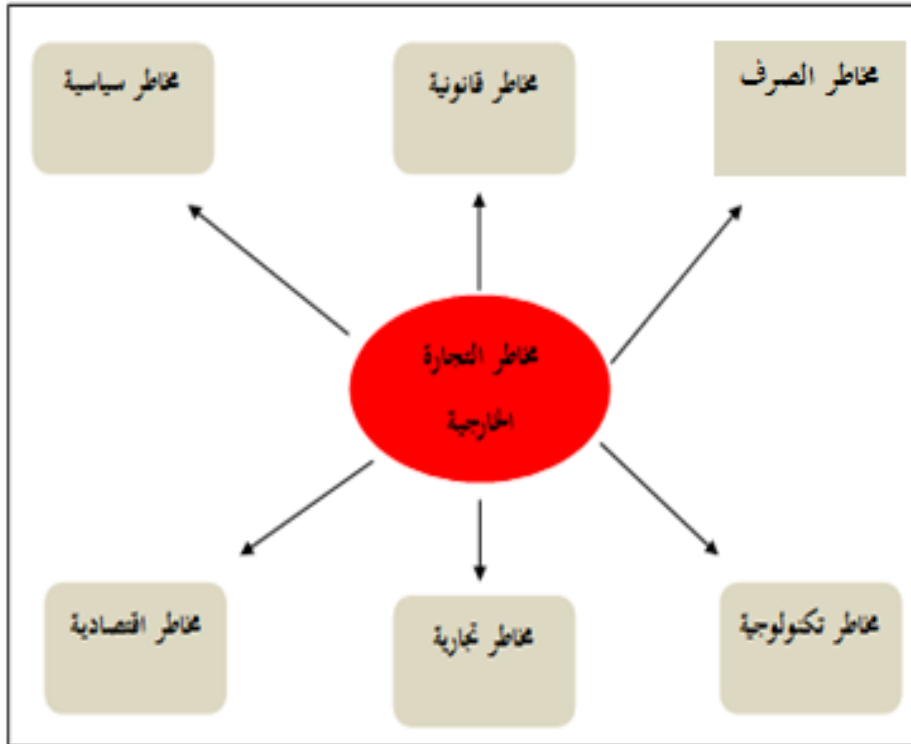 مخاطر الصرف
مخاطر قانونية
مخاطر سياسية
مخاطر التجارة
الخارجية
مخاطر تكنولوجية
مخاطر تجارية
مخاطر اقتصادية